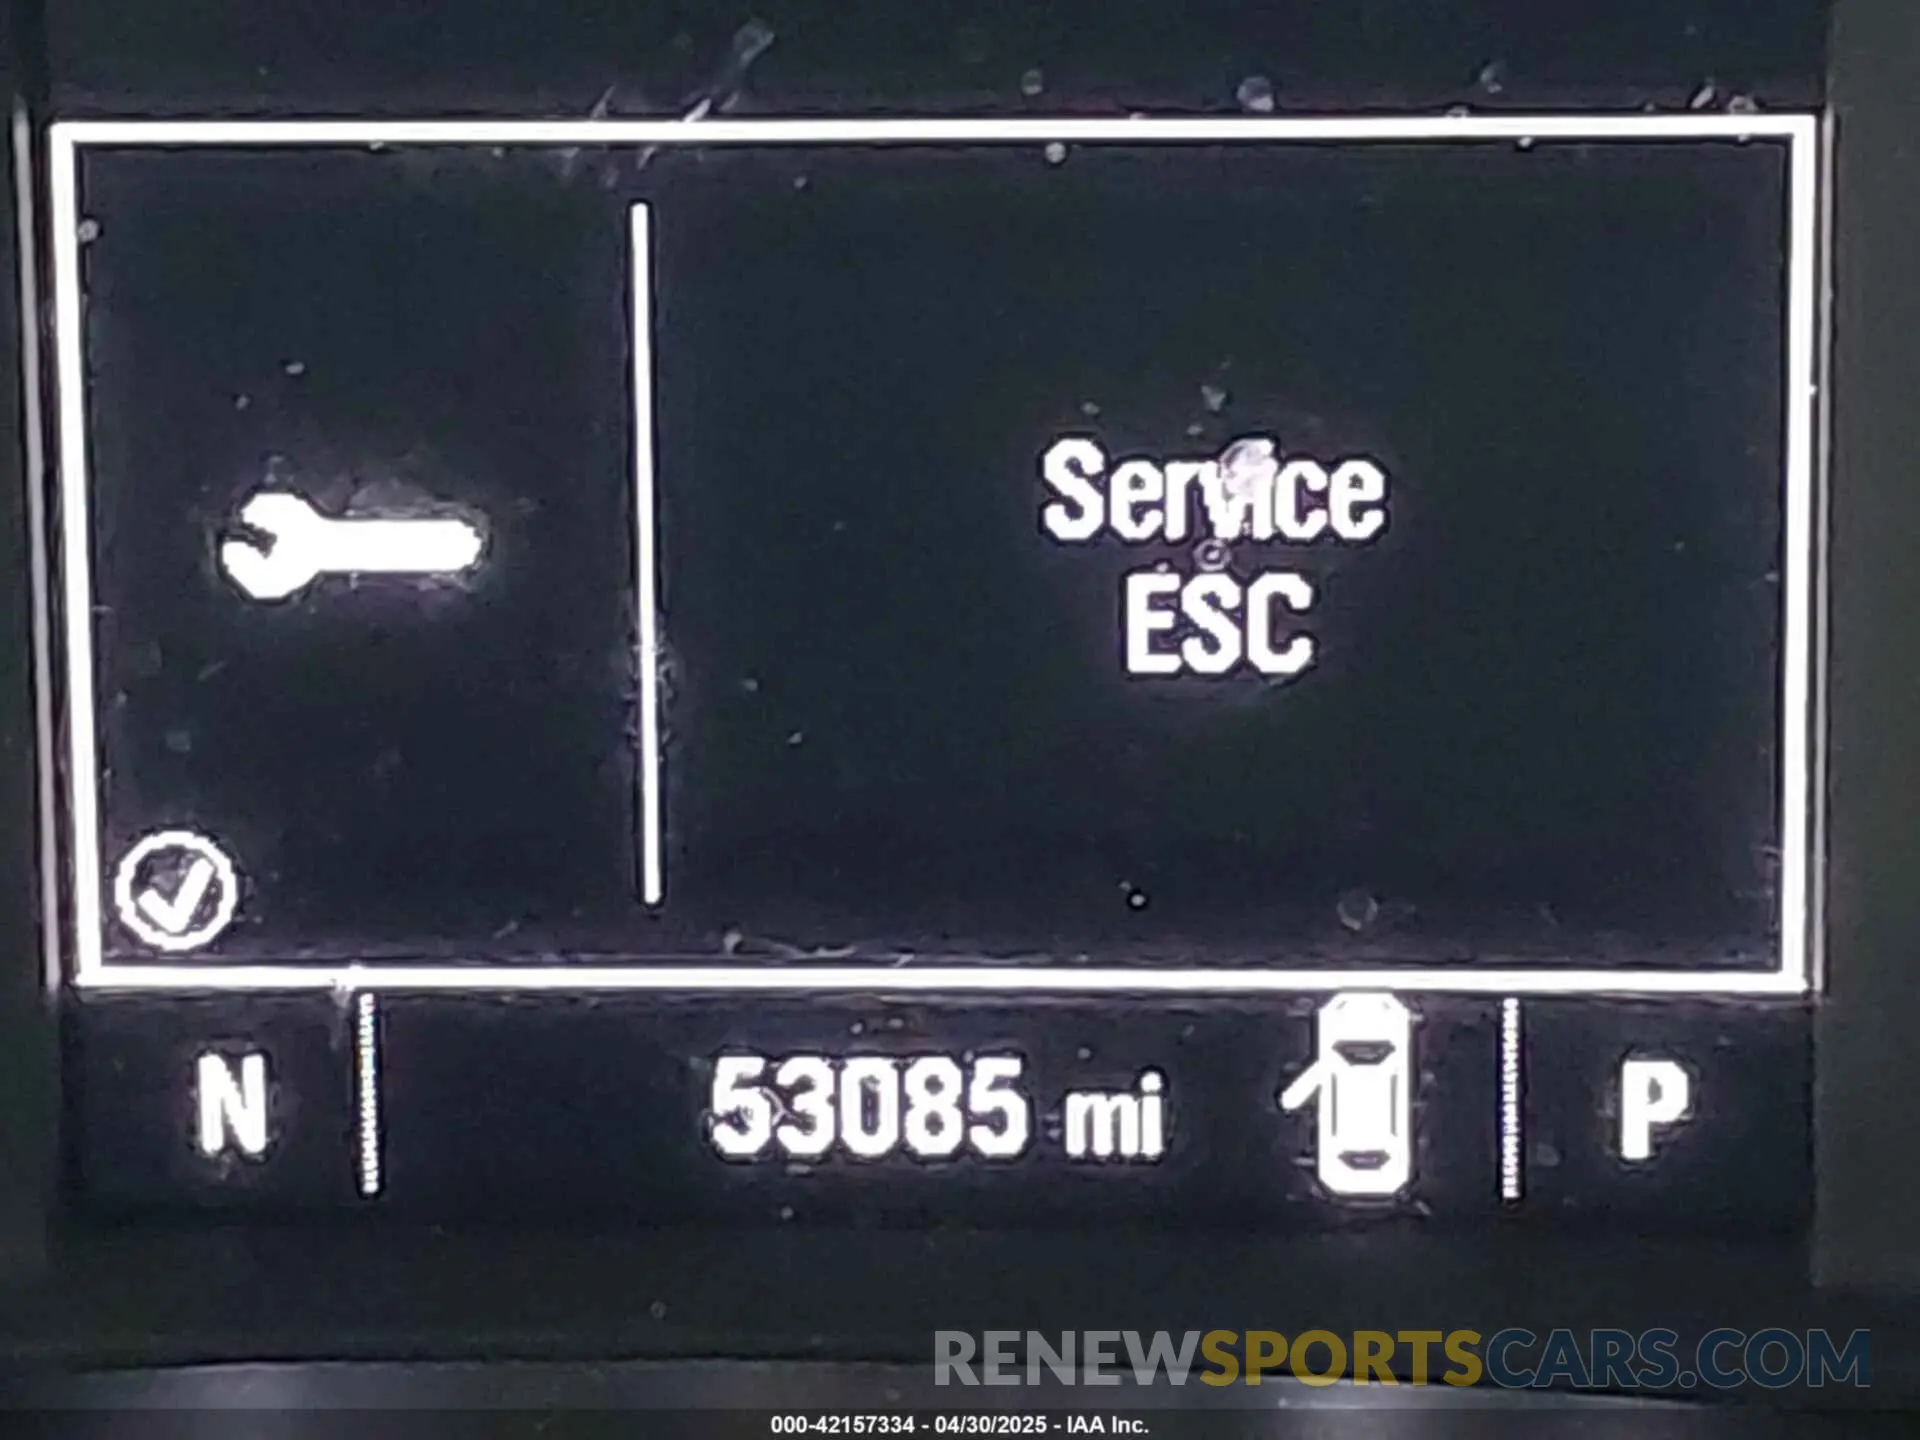 Service
ESC
N 53085 mi P
RENEWSPORTSCARS.COM
000-42157334 - 04/30/2025 - IAA Inc.